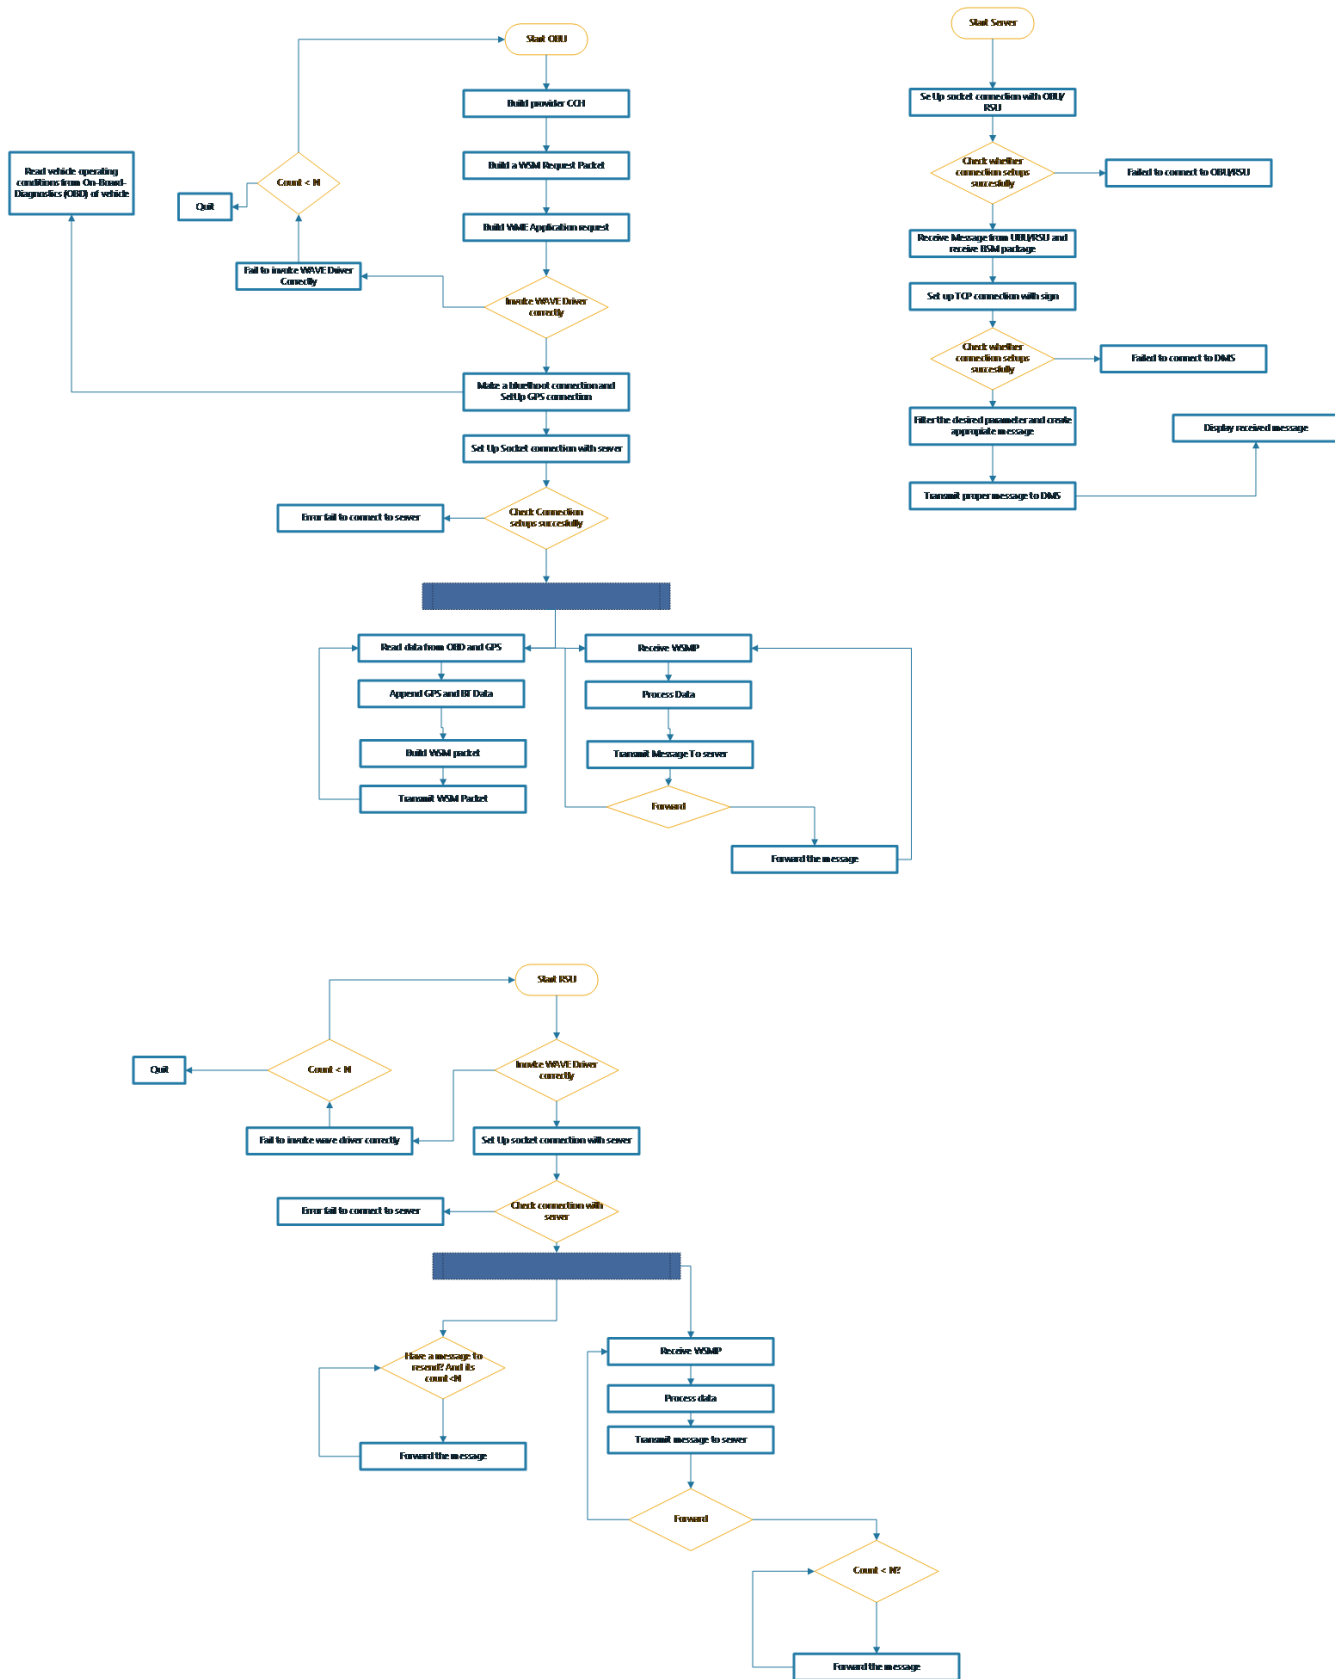 Start OBU
Build provider CCH
Build a WSM Request Packet
Build WME Application request
Invoke WAVE Driver
correctly
Fail to invoke WAVE Driver
Correctly
Count < N
Quit
Read vehicle operating
conditions from On-Board-
Diagnostics (OBD) of vehicle
Make a bluethoot connection and
SetUp GPS connection
Set Up Socket connection with server
Check Connection
setups succesfully
Error fail to connect to server
Read data from OBD and GPS
Append GPS and BT Data
Build WSM packet
Transmit WSM Packet
Receive WSMP
Process Data
Transmit Message To server
Forward
Forward the message
Start Server
Se Up socket connection with OBU/
RSU
Check whether
connection setups
succesfully
Failed to connect to OBU/RSU
Receive Message from UBU/RSU and
receive BSM package
Set up TCP connection with sign
Check whether
connection setups
succesfully
Failed to connect to DMS
Filter the desired parameter and create
appropiate message
Transmit proper message to DMS
Display received message
Start RSU
Inovke WAVE Driver
correctly
Count < N
Quit
Fail to invoke wave driver correctly
Set Up socket connection with server
Check connection with
server
Error fail to connect to server
Have a message to
resend? And its
count<N
Forward the message
Receive WSMP
Process data
Transmit message to server
Forward
Count < N?
Forward the message